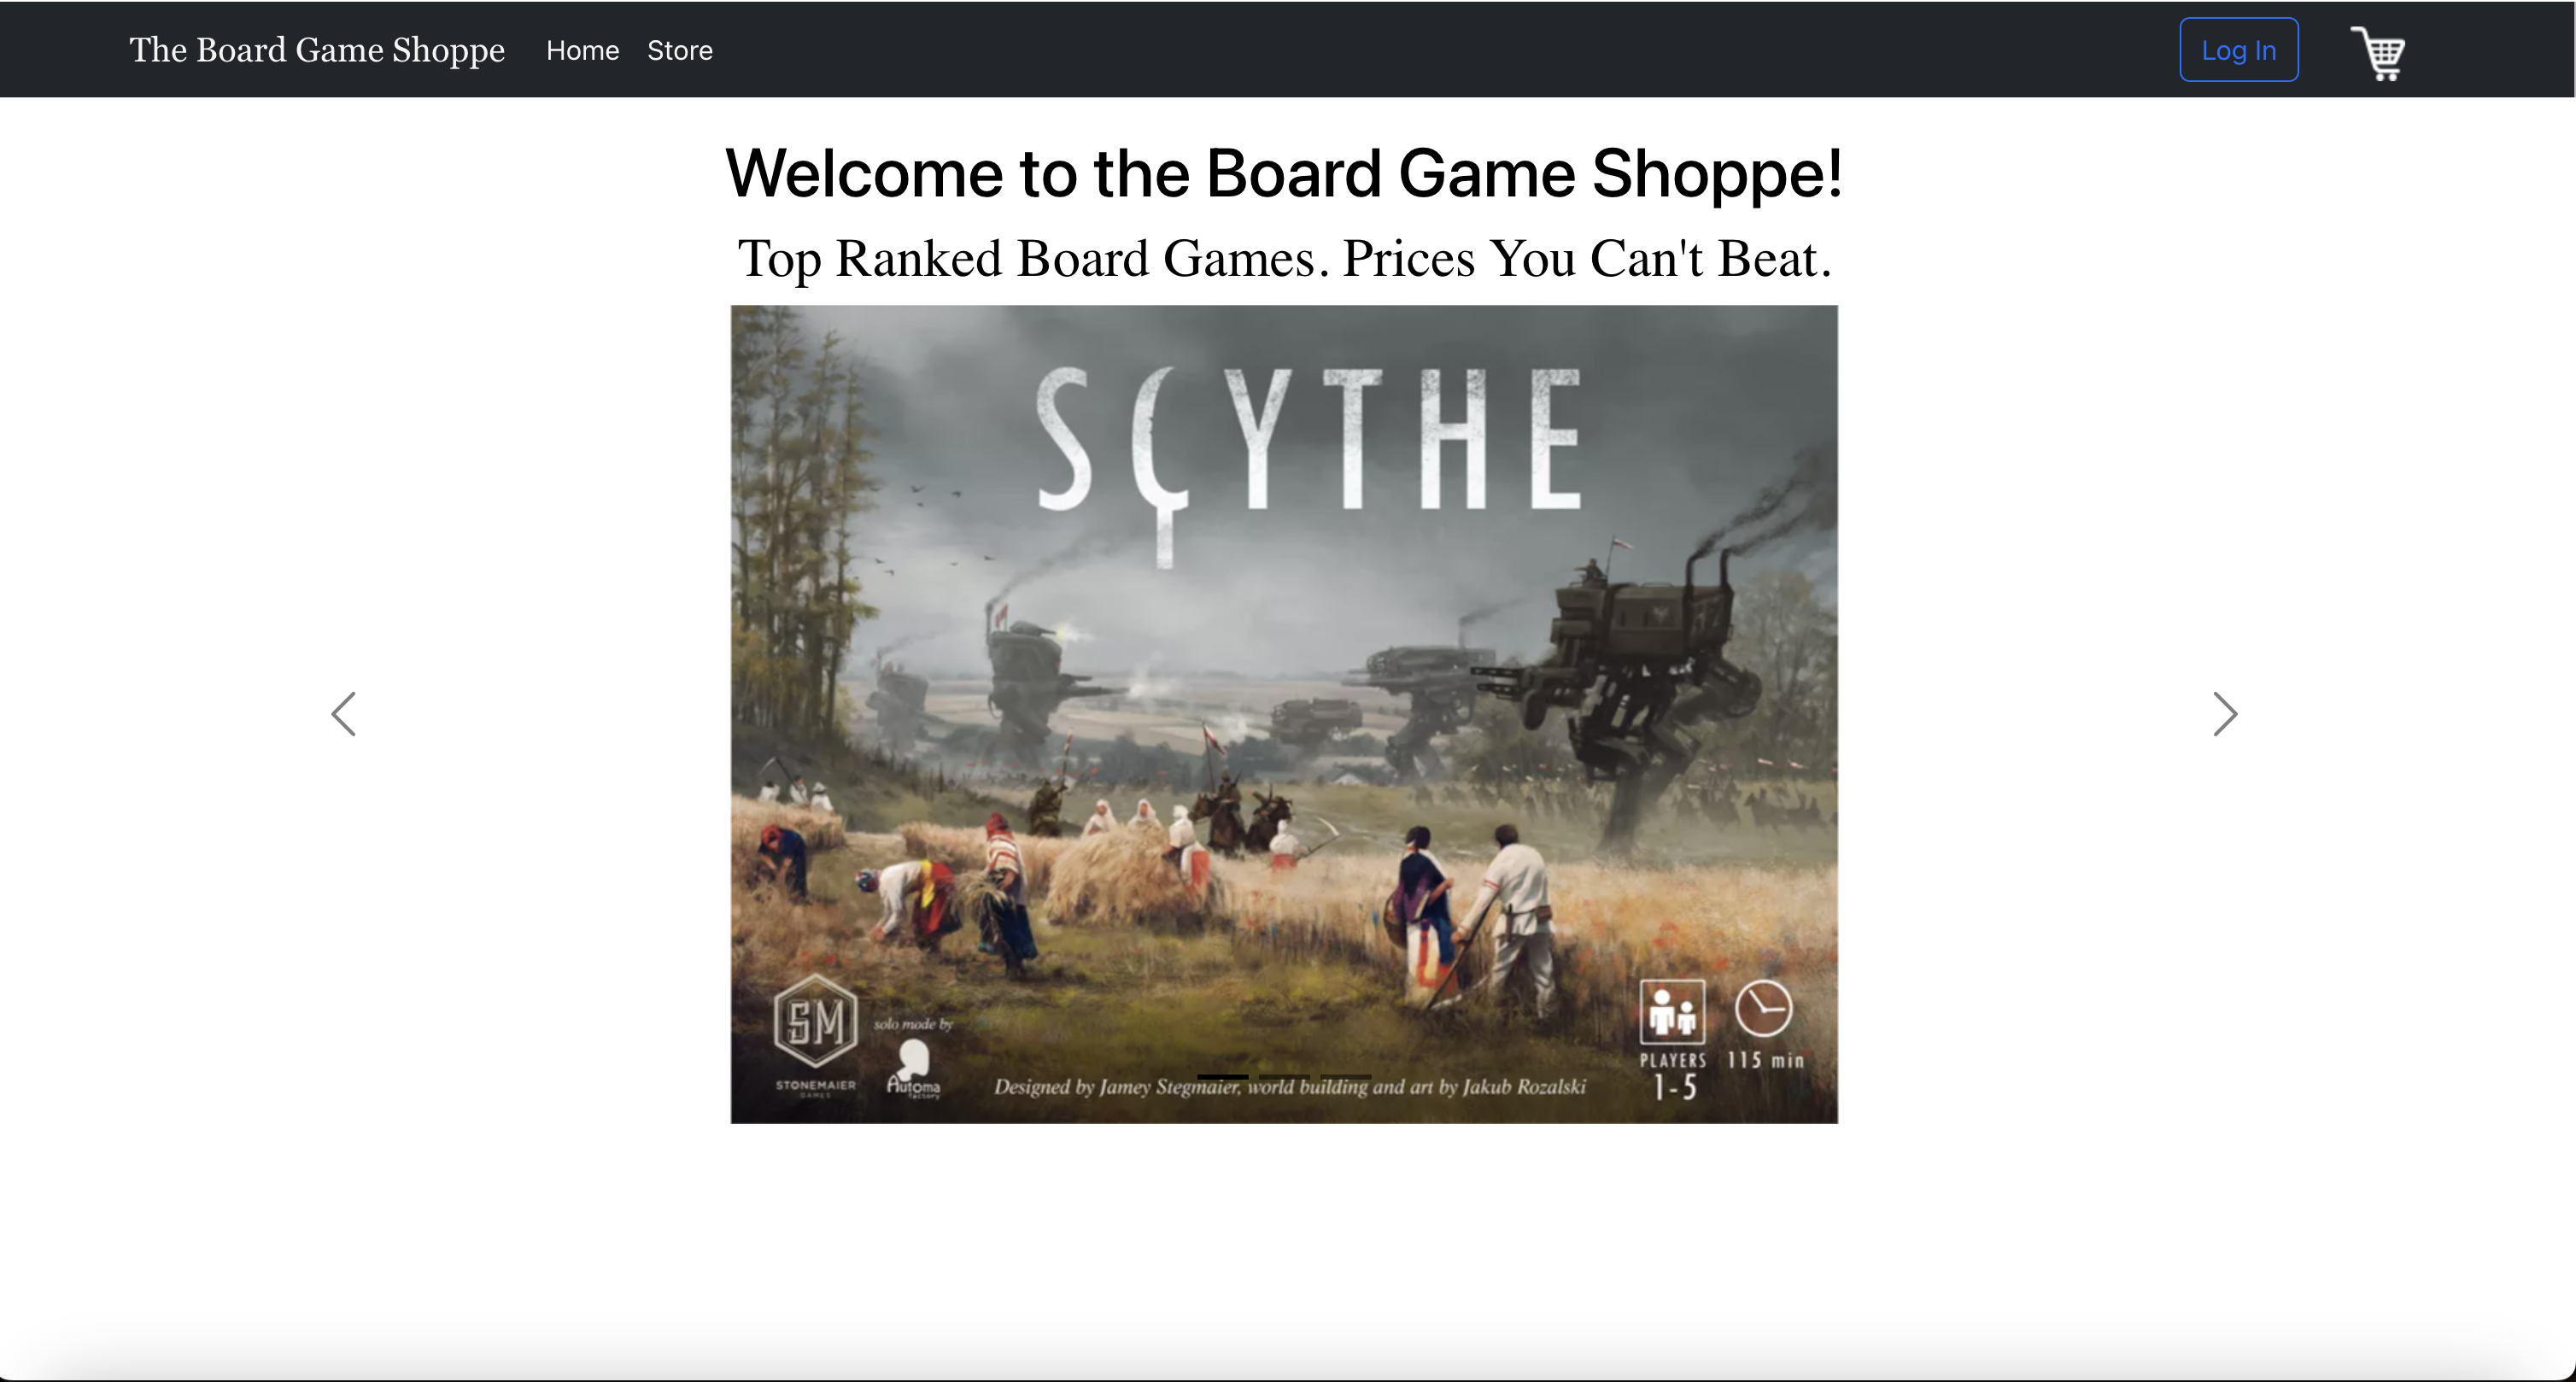 The Board Game Shoppe Home Store Log In
Welcome to the Board Game Shoppe!
Top Ranked Board Games. Prices You Can't Beat.
SCYTHE
SM
STONEMAIER
GAMES
solo mode by
Automa
factory
Designed by Jamey Stegmaier, world building and art by Jakub Rozalski
PLAYERS
1-5
115 min